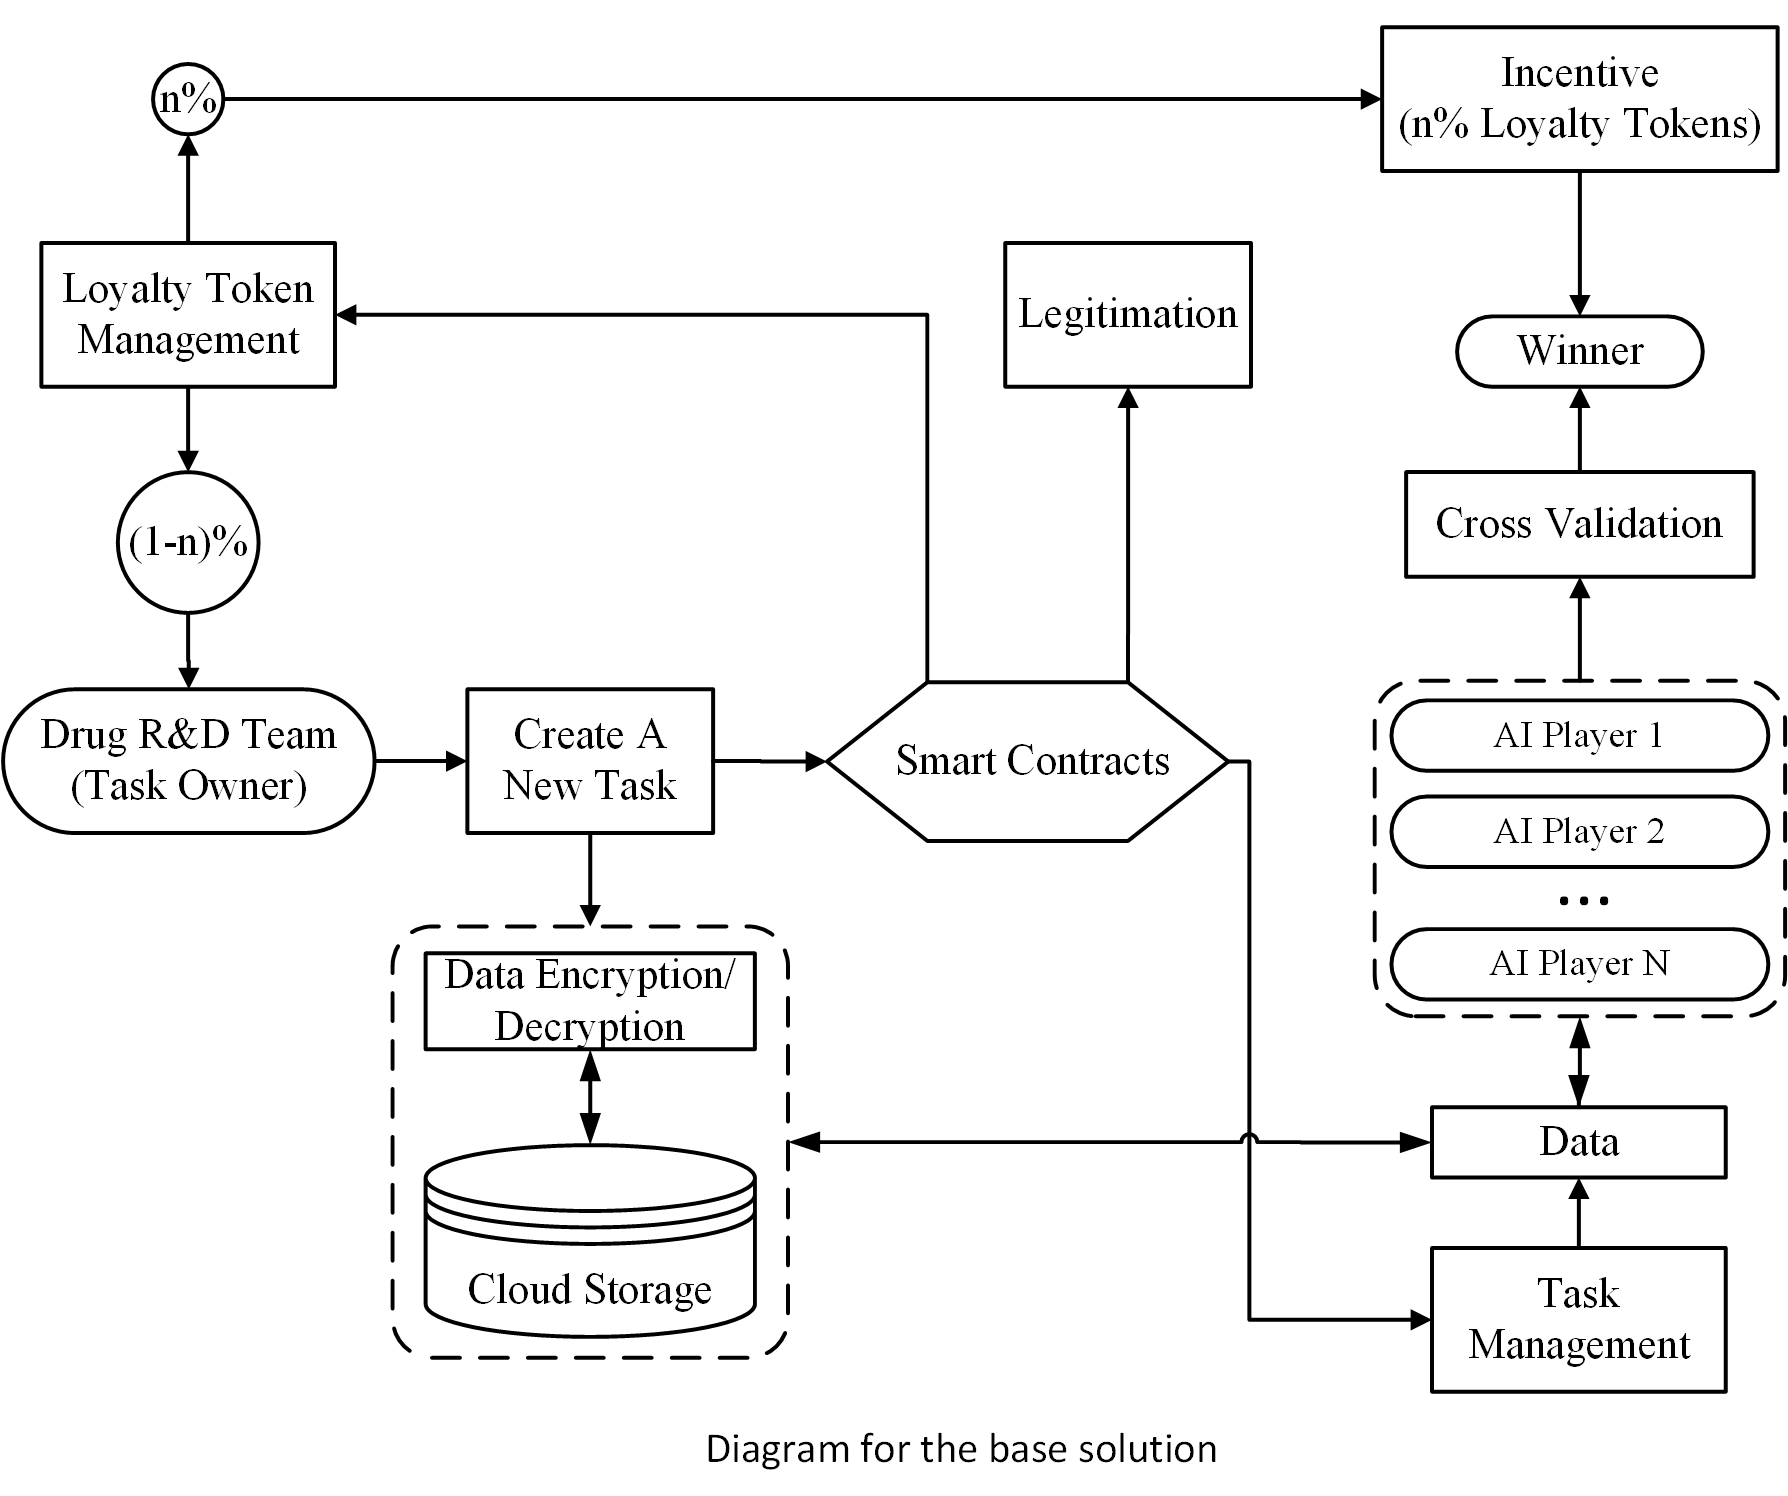 n%
Incentive
(n% Loyalty Tokens)
Loyalty Token
Management
Legitimation
Winner
(1-n)%
Cross Validation
Drug R&D Team
(Task Owner)
Create A
New Task
Smart Contracts
AI Player 1
AI Player 2
...
AI Player N
Data Encryption/
Decryption
Data
Cloud Storage
Task
Management
Diagram for the base solution